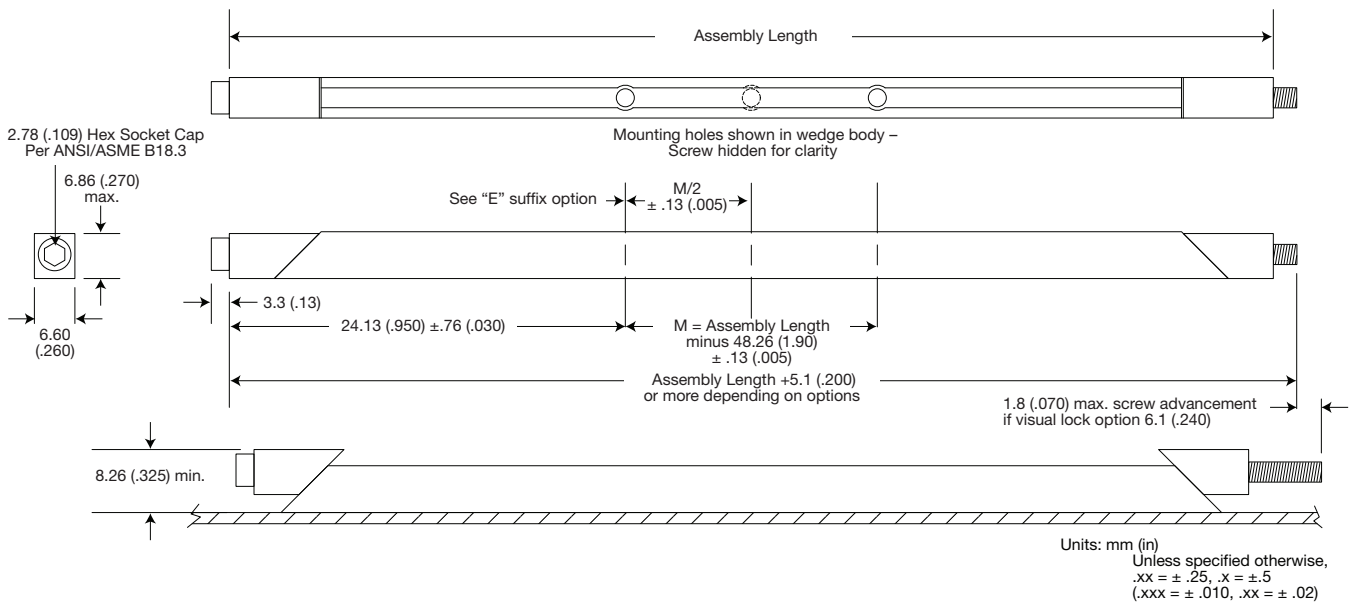 Assembly Length
2.78 (.109) Hex Socket Cap
Per ANSI/ASME B18.3
Mounting holes shown in wedge body –
Screw hidden for clarity
6.86 (.270)
max.
See “E” suffix option
M/2
± .13 (.005)
3.3 (.13)
6.60
(.260)
24.13 (.950) ±.76 (.030)
M = Assembly Length
minus 48.26 (1.90)
± .13 (.005)
Assembly Length +5.1 (.200)
or more depending on options
1.8 (.070) max. screw advancement
if visual lock option 6.1 (.240)
8.26 (.325) min.
Units: mm (in)
Unless specified otherwise,
.xx = ± .25, .x = ±.5
(.xxx = ± .010, .xx = ± .02)